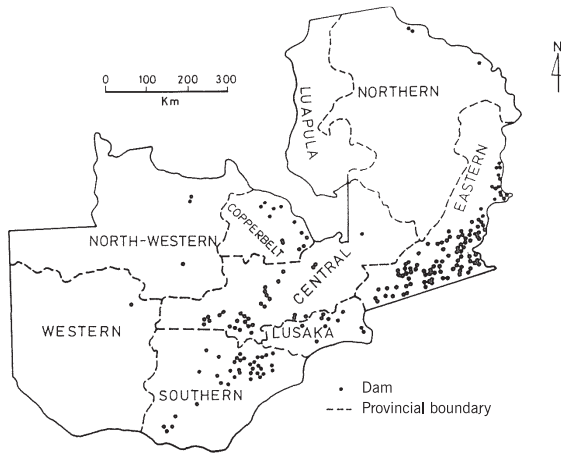 N
0 100 200 300
Km
LUAPULA
NORTHERN
EASTERN
COPPERBELT
NORTH-WESTERN
CENTRAL
WESTERN
LUSAKA
SOUTHERN
Dam
Provincial boundary